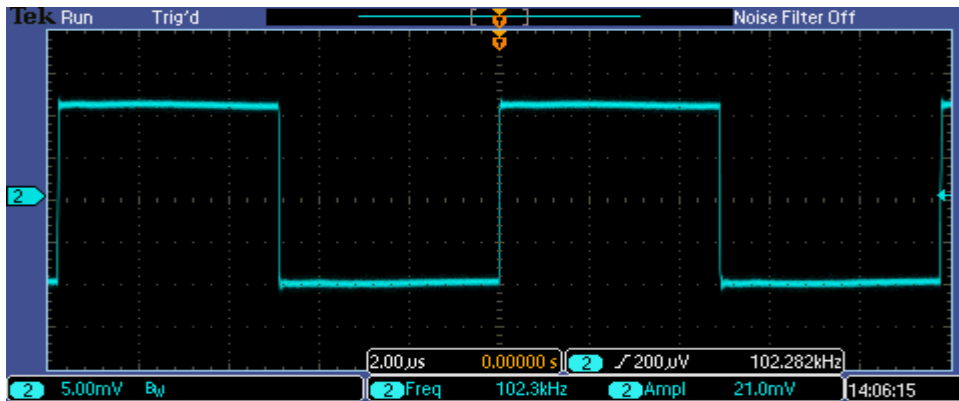 Tek Run Trig'd Noise Filter Off
2
2.00µs 0.00000 s 2 200µV 102.282kHz
2 5.00mV BW 2 Freq 102.3kHz 2 Ampl 21.0mV 14:06:15